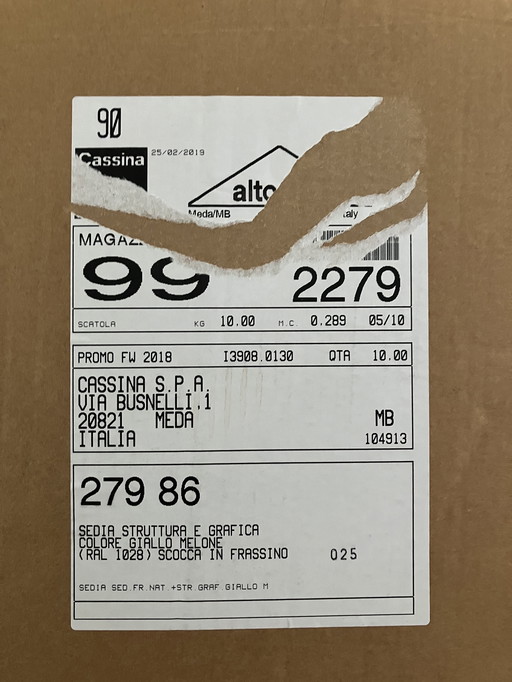 90
Cassina 25/02/2019
alto
Meda/MB
99 2279
SCATOLA KG 10.00 M.C. 0.289 05/10
PROMO FW 2018 I3908.0130 QTA 10.00
CASSINA S.P.A.
VIA BUSNELLI,1
20821 MEDA MB
ITALIA 104913
279 86
SEDIA STRUTTURA E GRAFICA
COLORE GIALLO MELONE
(RAL 1028) SCOCCA IN FRASSINO 025
SEDIA SED.FR.NAT.+STR.GRAF.GIALLO M